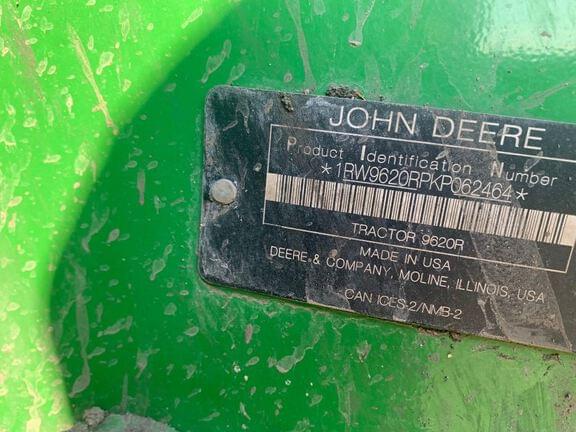 JOHN DEERE
Product Identification Number
*1RW9620RPKP062464*
TRACTOR 9620R
MADE IN USA
DEERE & COMPANY, MOLINE, ILLINOIS, USA
CAN ICES-2/NMB-2